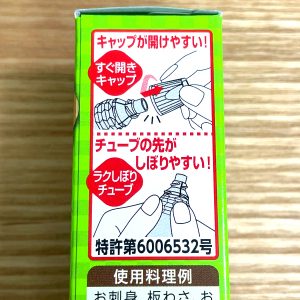 キャップが開けやすい!
すぐ開き
キャップ
チューブの先が
しぼりやすい!
ラクしぼり
チューブ
特許第6006532号
使用料理例
お刺身、板わさ、お